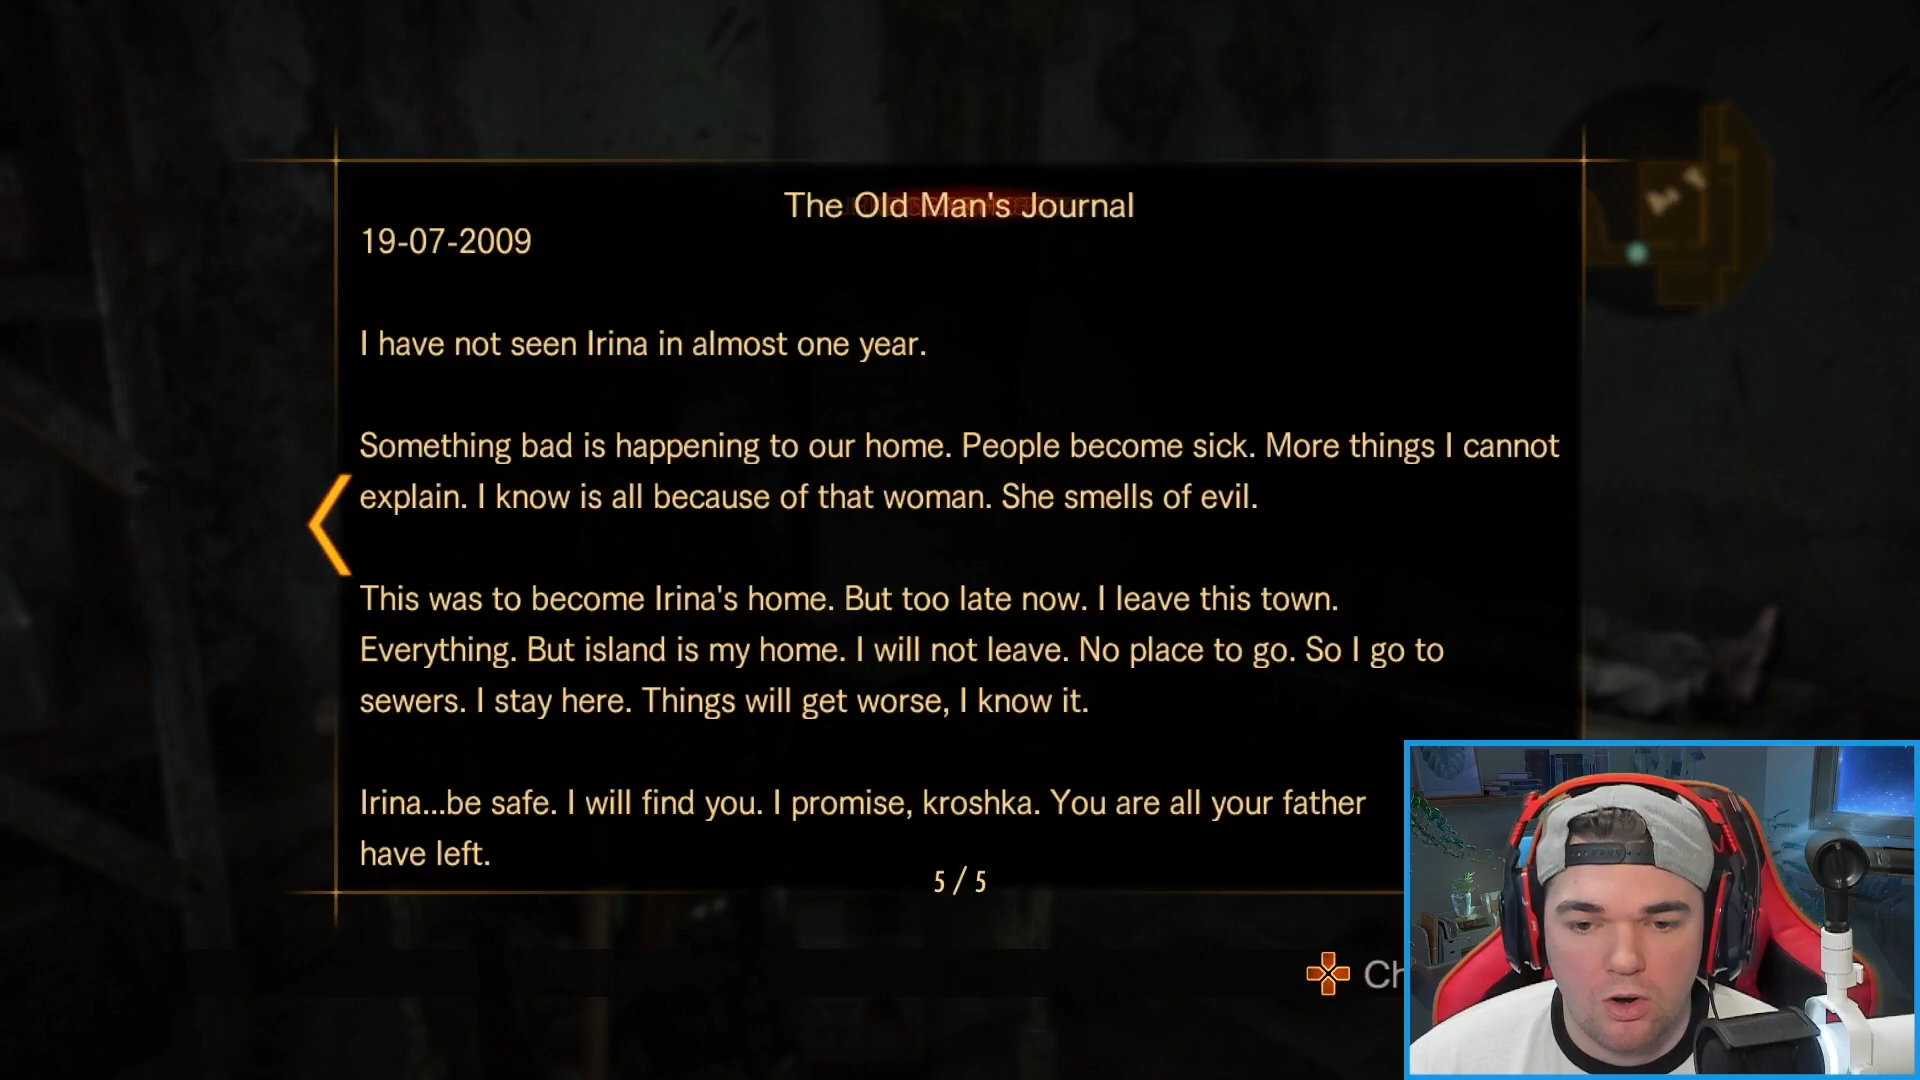 The Old Man's Journal
19-07-2009
I have not seen Irina in almost one year.
Something bad is happening to our home. People become sick. More things I cannot
explain. I know is all because of that woman. She smells of evil.
This was to become Irina's home. But too late now. I leave this town.
Everything. But island is my home. I will not leave. No place to go. So I go to
sewers. I stay here. Things will get worse, I know it.
Irina...be safe. I will find you. I promise, kroshka. You are all your father
have left.
5 / 5